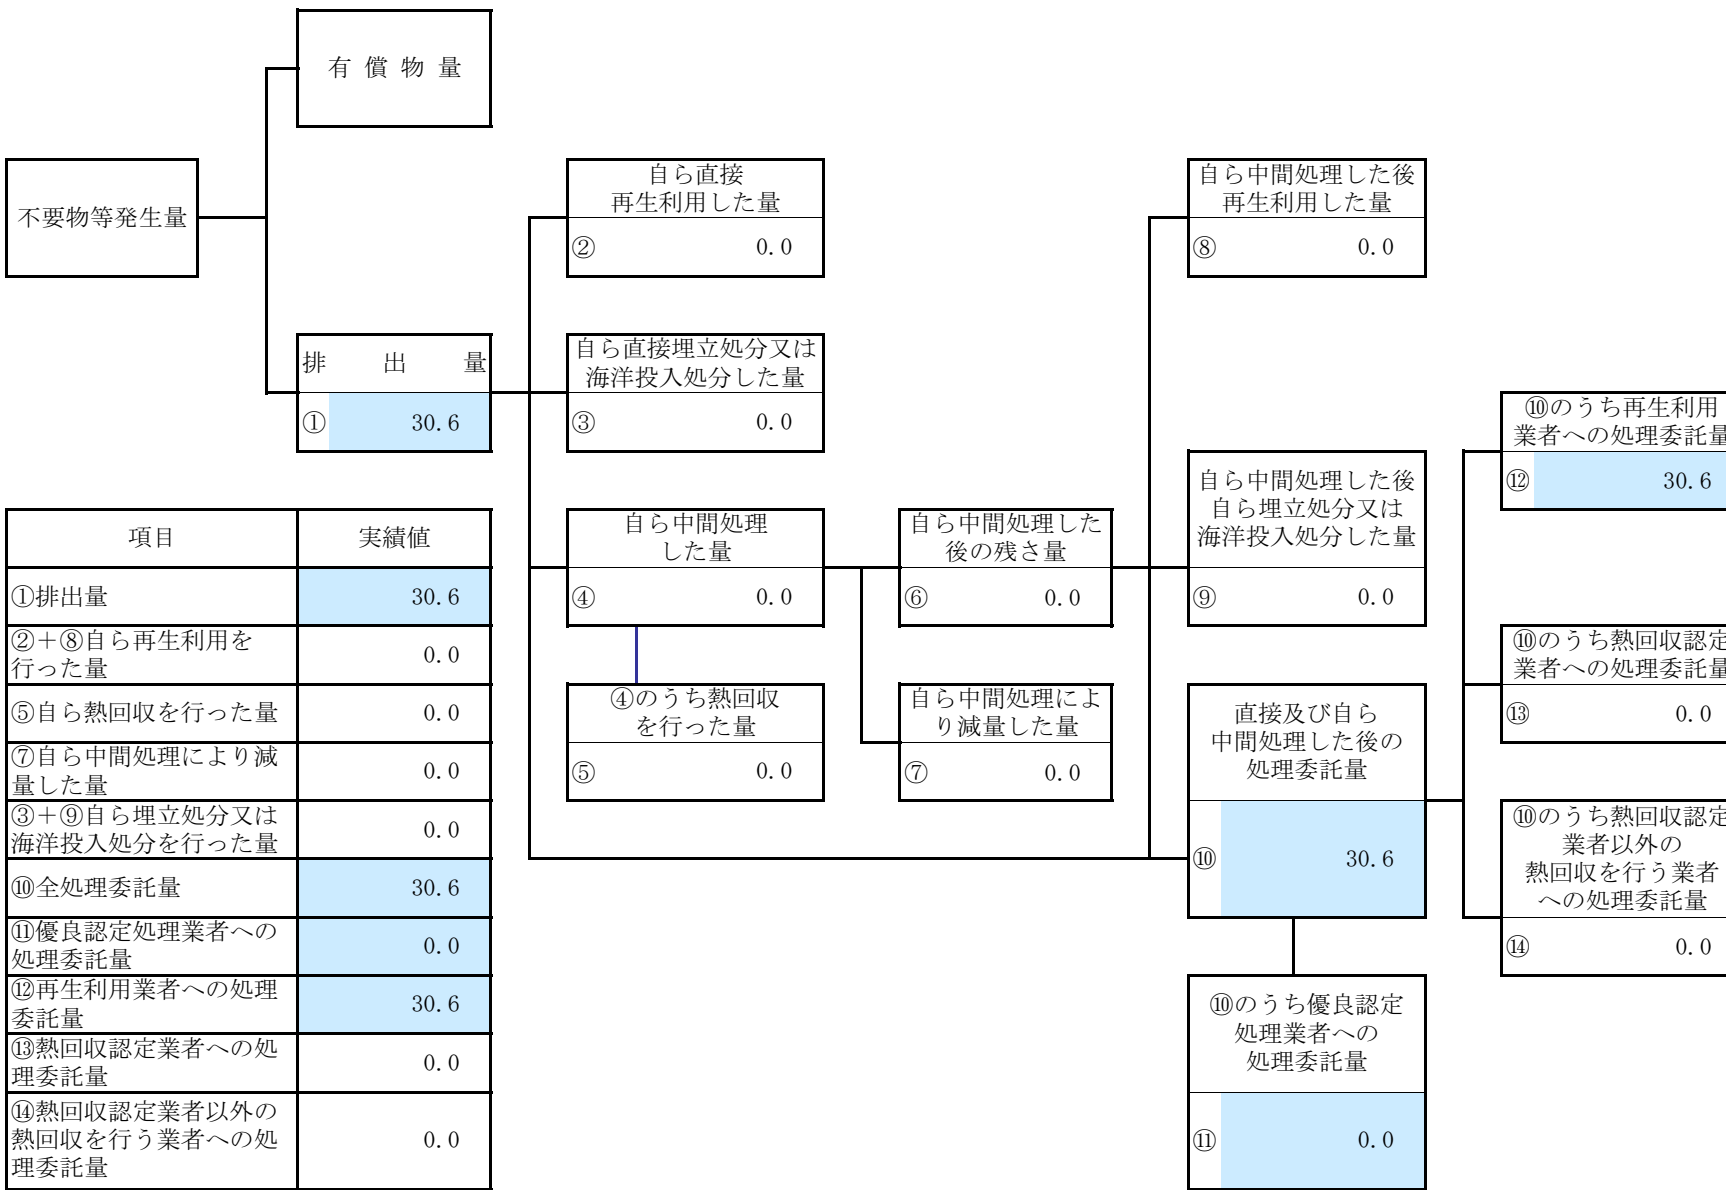 有 償 物 量
不要物等発生量
自ら直接
再生利用した量
② 0.0
自ら中間処理した後
再生利用した量
⑧ 0.0
排 出 量
① 30.6
自ら直接埋立処分又は
海洋投入処分した量
③ 0.0
⑩のうち再生利用
業者への処理委託量
⑫ 30.6
自ら中間処理した後
自ら埋立処分又は
海洋投入処分した量
⑨ 0.0
自ら中間処理
した量
④ 0.0
自ら中間処理した
後の残さ量
⑥ 0.0
④のうち熱回収
を行った量
⑤ 0.0
自ら中間処理によ
り減量した量
⑦ 0.0
直接及び自ら
中間処理した後の
処理委託量
⑩ 30.6
⑩のうち熱回収認定
業者への処理委託量
⑬ 0.0
⑩のうち熱回収認定
業者以外の
熱回収を行う業者
への処理委託量
⑭ 0.0
⑩のうち優良認定
処理業者への
処理委託量
⑪ 0.0
項目 実績値
①排出量 30.6
②＋⑧自ら再生利用を
行った量 0.0
⑤自ら熱回収を行った量 0.0
⑦自ら中間処理により減
量した量 0.0
③＋⑨自ら埋立処分又は
海洋投入処分を行った量 0.0
⑩全処理委託量 30.6
⑪優良認定処理業者への
処理委託量 0.0
⑫再生利用業者への処理
委託量 30.6
⑬熱回収認定業者への処
理委託量 0.0
⑭熱回収認定業者以外の
熱回収を行う業者への処
理委託量 0.0